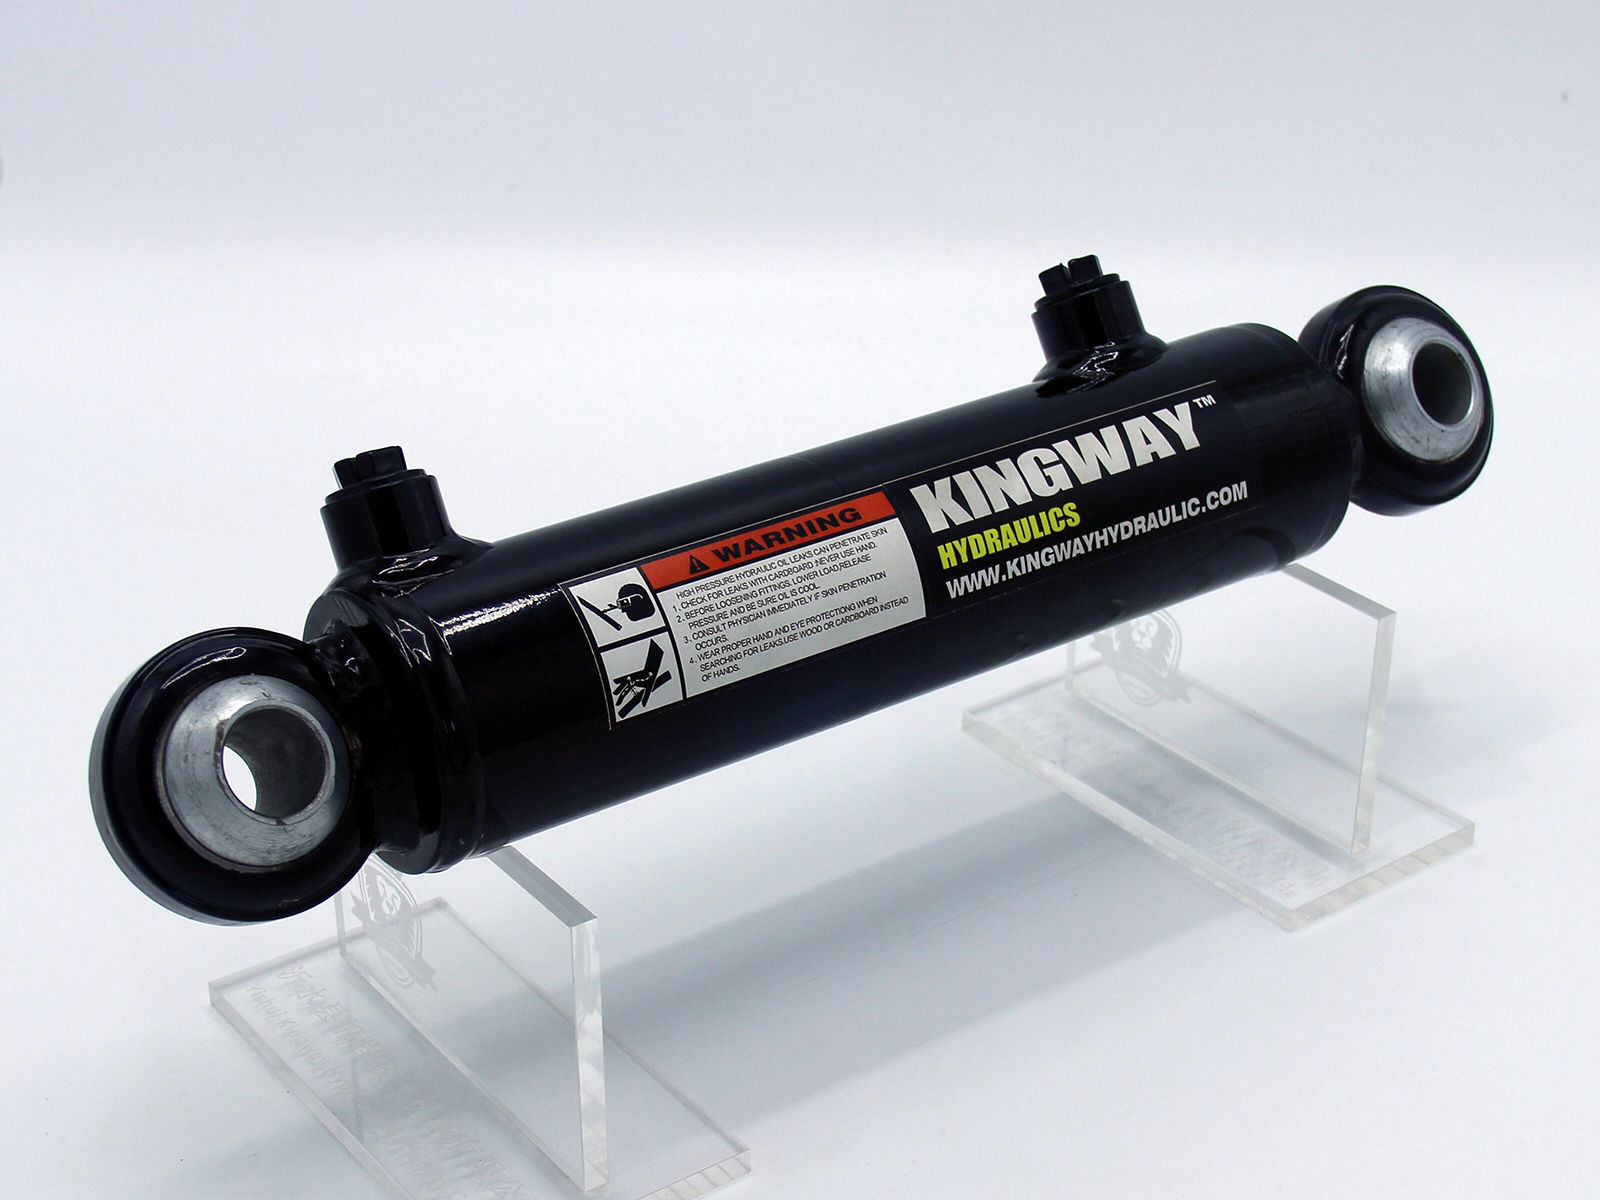 KINGWAY™
HYDRAULICS
WWW.KINGWAYHYDRAULIC.COM
WARNING
HIGH PRESSURE HYDRAULIC OIL LEAKS CAN PENETRATE SKIN
1. CHECK FOR LEAKS WITH CARDBOARD :NEVER USE HAND.
2. BEFORE LOOSENING FITTINGS. LOWER LOAD,RELEASE
PRESSURE AND BE SURE OIL IS COOL.
3. CONSULT PHYSICIAN IMMEDIATELY IF SKIN PENETRATION
OCCURS.
4. WEAR PROPER HAND AND EYE PROTECTIONG WHEN
SEARCHING FOR LEAKS.USE WOOD OR CARDBOARD INSTEAD
OF HANDS.